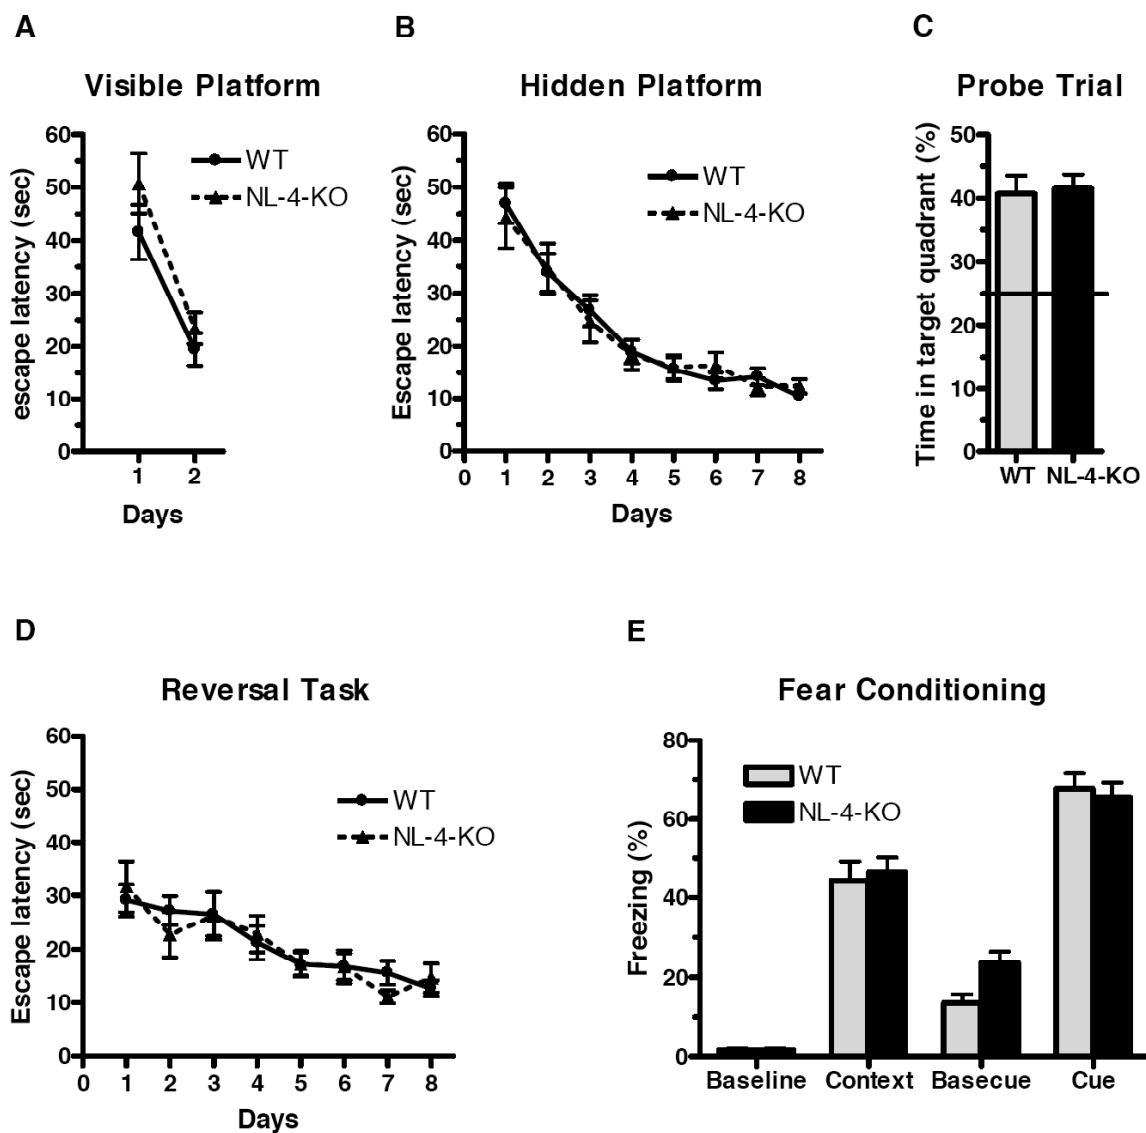 A
Visible Platform
escape latency (sec)
60
50
40
30
20
10
0
WT
NL-4-KO
1 2
Days
B
Hidden Platform
Escape latency (sec)
60
50
40
30
20
10
0
WT
NL-4-KO
0 1 2 3 4 5 6 7 8
Days
C
Probe Trial
Time in target quadrant (%)
50
40
30
20
10
0
WT NL-4-KO
D
Reversal Task
Escape latency (sec)
60
50
40
30
20
10
0
WT
NL-4-KO
0 1 2 3 4 5 6 7 8
Days
E
Fear Conditioning
Freezing (%)
80
60
40
20
0
WT
NL-4-KO
Baseline Context Basecue Cue